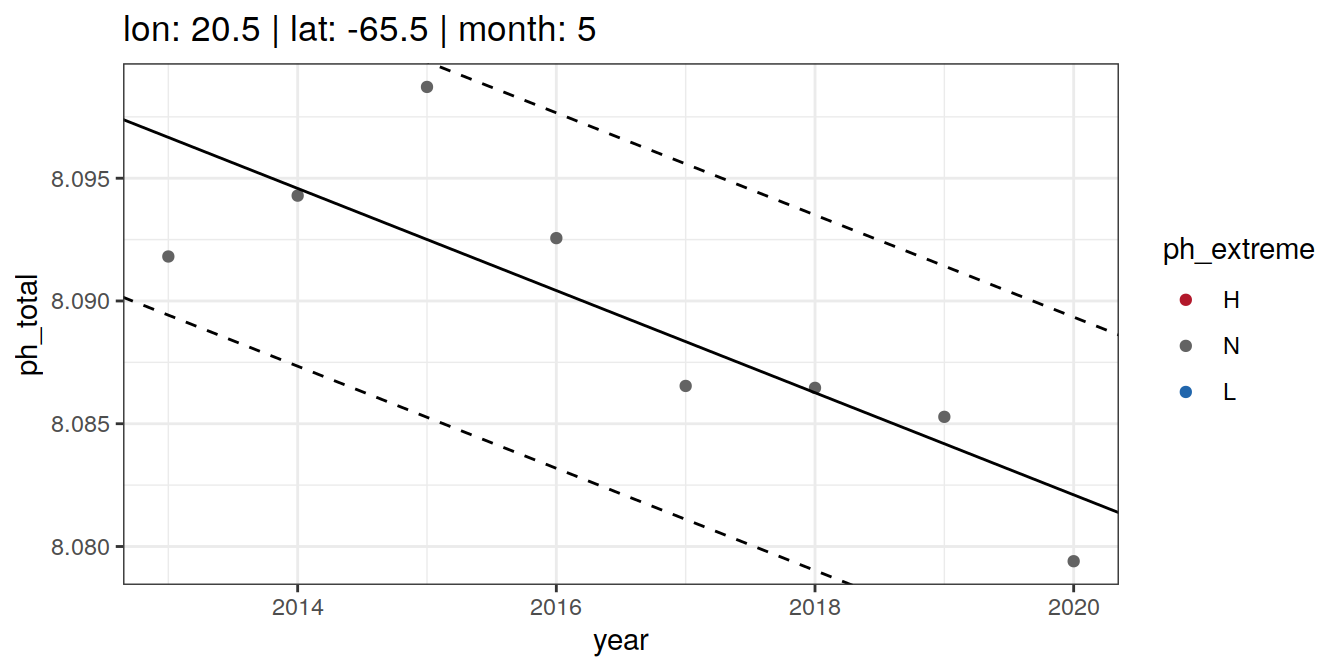 lon: 20.5 | lat: -65.5 | month: 5
8.095
8.090
8.085
8.080
ph_total
2014
2016
2018
2020
year
ph_extreme
H
N
L